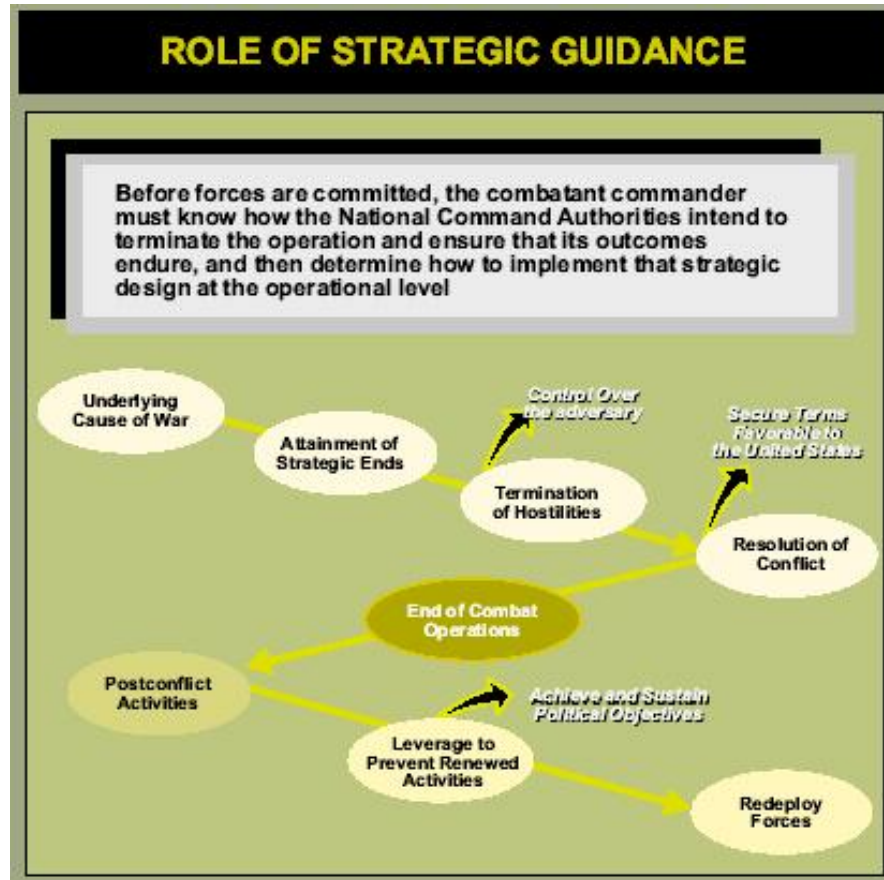 ROLE OF STRATEGIC GUIDANCE
Before forces are committed, the combatant commander
must know how the National Command Authorities intend to
terminate the operation and ensure that its outcomes
endure, and then determine how to implement that strategic
design at the operational level
Underlying
Cause of War
Attainment of
Strategic Ends
Control Over
the adversary
Termination
of Hostilities
Secure Terms
Favorable to
the United States
Resolution of
Conflict
End of Combat
Operations
Postconflict
Activities
Achieve and Sustain
Political Objectives
Leverage to
Prevent Renewed
Activities
Redeploy
Forces